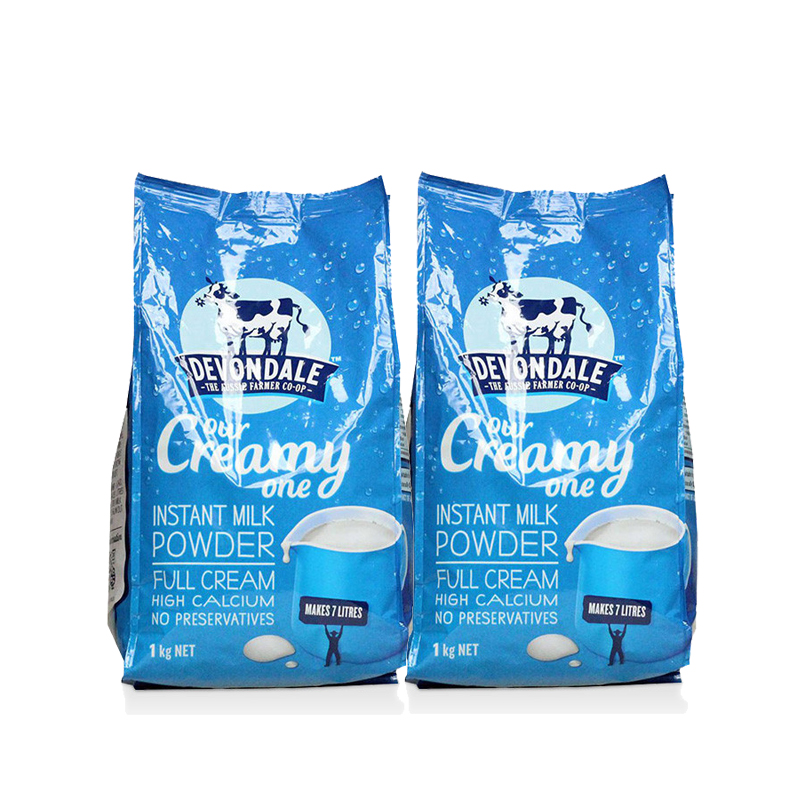 DEVONDALE™
- THE AUSSIE FARMER CO-OP -
Our
Creamy
one
INSTANT MILK
POWDER
FULL CREAM
HIGH CALCIUM
NO PRESERVATIVES
MAKES 7 LITRES
1 kg NET
DEVONDALE™
- THE AUSSIE FARMER CO-OP -
Our
Creamy
one
INSTANT MILK
POWDER
FULL CREAM
HIGH CALCIUM
NO PRESERVATIVES
MAKES 7 LITRES
1 kg NET